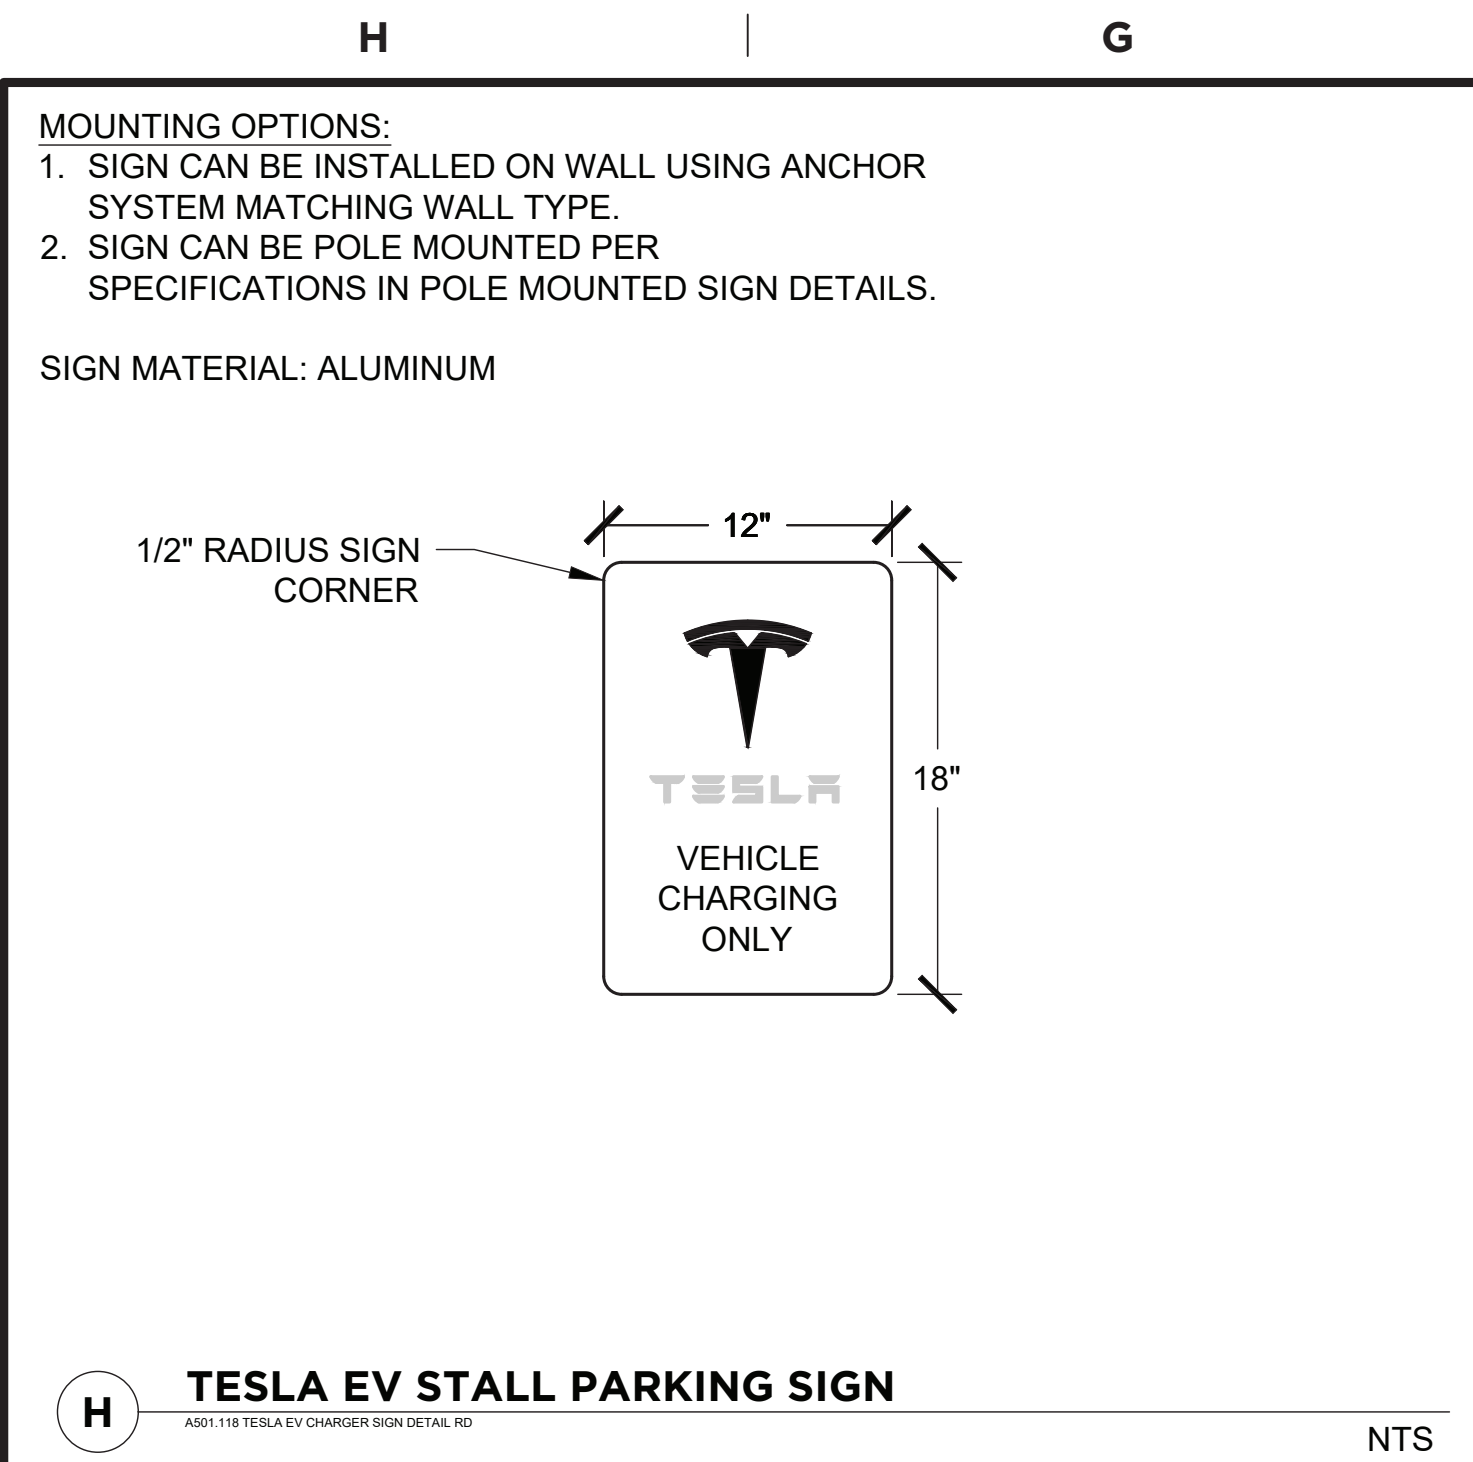 H G
MOUNTING OPTIONS:
1. SIGN CAN BE INSTALLED ON WALL USING ANCHOR
SYSTEM MATCHING WALL TYPE.
2. SIGN CAN BE POLE MOUNTED PER
SPECIFICATIONS IN POLE MOUNTED SIGN DETAILS.
SIGN MATERIAL: ALUMINUM
12"
1/2" RADIUS SIGN
CORNER
TESLA
18"
VEHICLE
CHARGING
ONLY
H
TESLA EV STALL PARKING SIGN
A501.118 TESLA EV CHARGER SIGN DETAIL RD
NTS